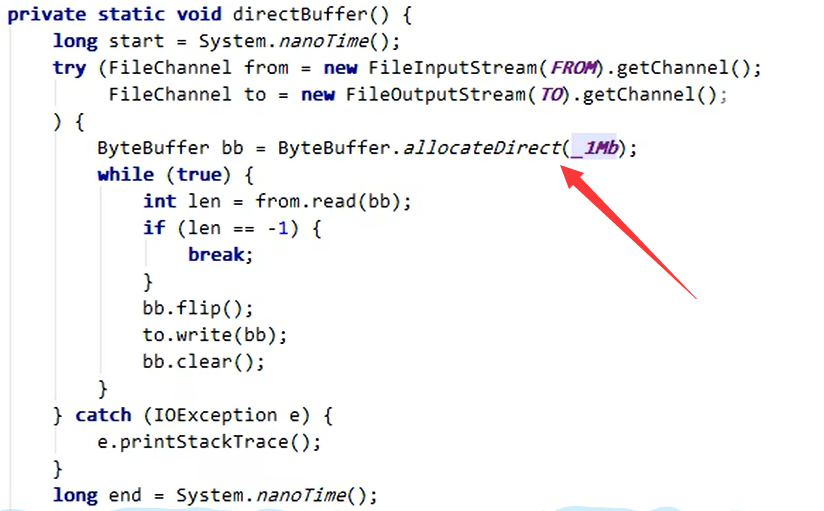 private static void directBuffer() {
    long start = System.nanoTime();
    try (FileChannel from = new FileInputStream(FROM).getChannel();
         FileChannel to = new FileOutputStream(TO).getChannel();
    ) {
        ByteBuffer bb = ByteBuffer.allocateDirect(_1Mb);
        while (true) {
            int len = from.read(bb);
            if (len == -1) {
                break;
            }
            bb.flip();
            to.write(bb);
            bb.clear();
        }
    } catch (IOException e) {
        e.printStackTrace();
    }
    long end = System.nanoTime();